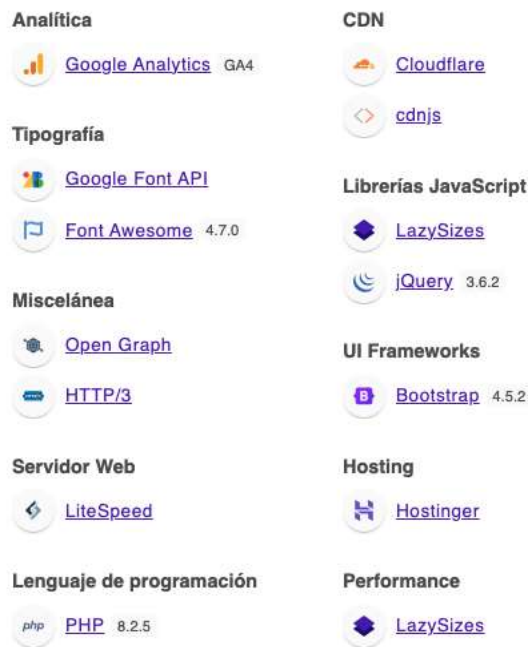 Analítica
Google Analytics GA4
Tipografía
Google Font API
Font Awesome 4.7.0
Miscelánea
Open Graph
HTTP/3
Servidor Web
LiteSpeed
Lenguaje de programación
php PHP 8.2.5
CDN
Cloudflare
cdnjs
Librerías JavaScript
LazySizes
jQuery 3.6.2
UI Frameworks
B Bootstrap 4.5.2
Hosting
Hostinger
Performance
LazySizes